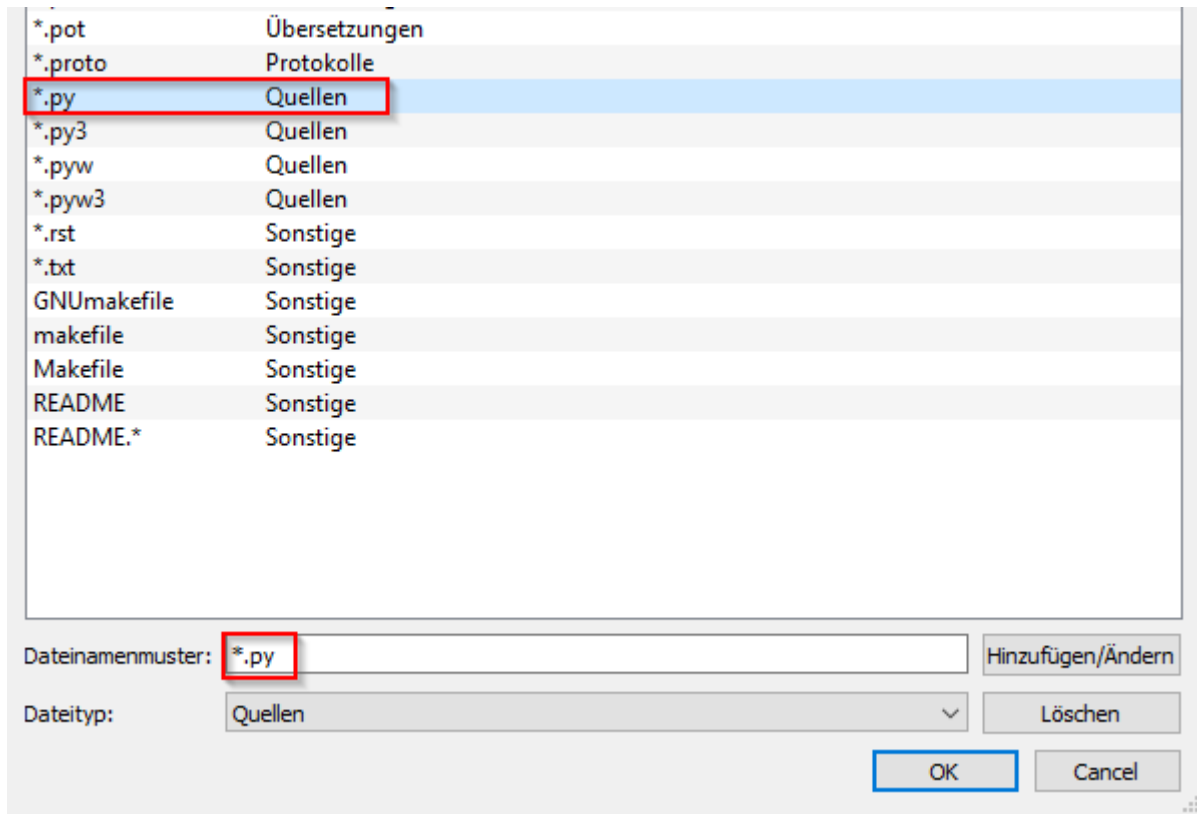 *.pot Übersetzungen
*.proto Protokolle
*.py Quellen
*.py3 Quellen
*.pyw Quellen
*.pyw3 Quellen
*.rst Sonstige
*.txt Sonstige
GNUmakefile Sonstige
makefile Sonstige
Makefile Sonstige
README Sonstige
README.* Sonstige
Dateinamenmuster: *.py Hinzufügen/Ändern
Dateityp: Quellen Löschen
OK Cancel